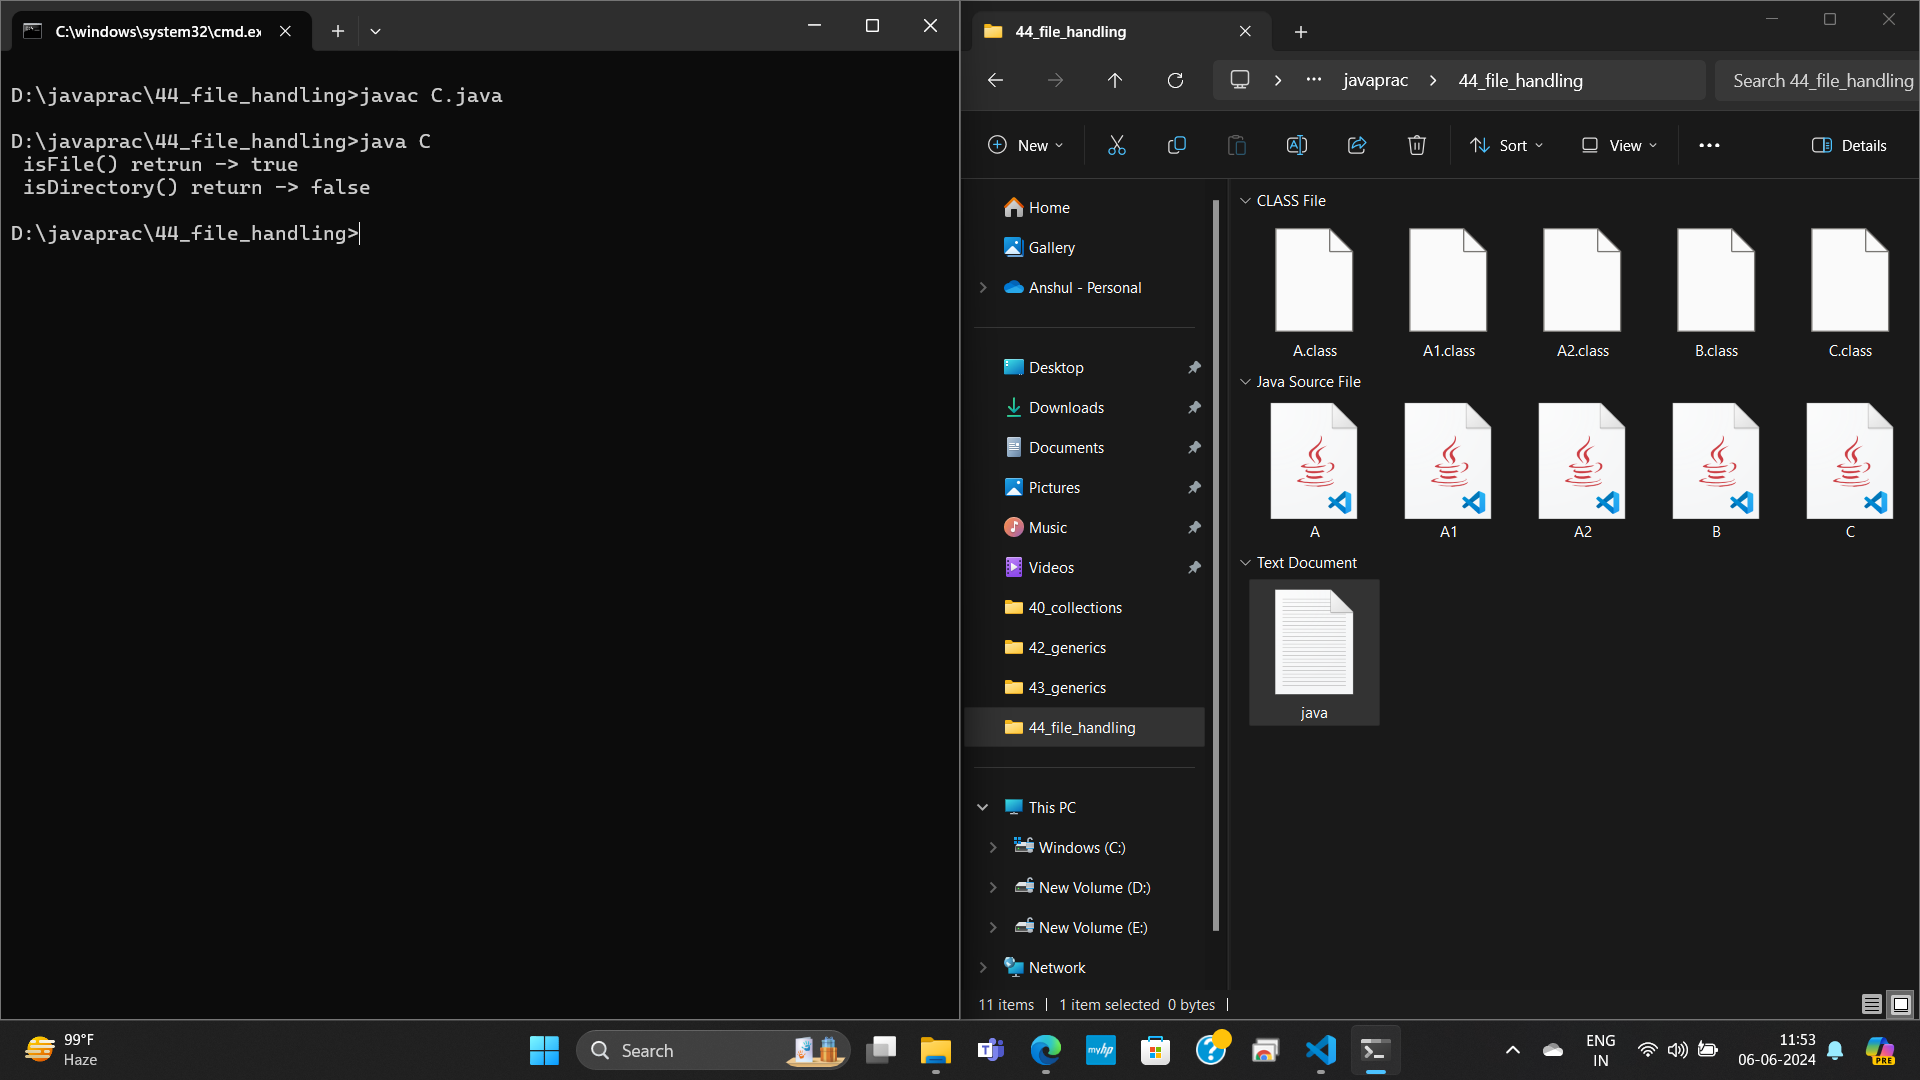 C:\windows\system32\cmd.ex
D:\javaprac\44_file_handling>javac C.java
D:\javaprac\44_file_handling>java C
isFile() retrun -> true
isDirectory() return -> false
D:\javaprac\44_file_handling>
44_file_handling
javaprac
44_file_handling
Search 44_file_handling
New
Sort
View
Details
Home
Gallery
Anshul - Personal
Desktop
Downloads
Documents
Pictures
Music
Videos
40_collections
42_generics
43_generics
44_file_handling
This PC
Windows (C:)
New Volume (D:)
New Volume (E:)
Network
CLASS File
A.class
A1.class
A2.class
B.class
C.class
Java Source File
A
A1
A2
B
C
Text Document
java
11 items
1 item selected 0 bytes
99°F
Haze
Search
myhp
ENG
IN
11:53
06-06-2024
PRE